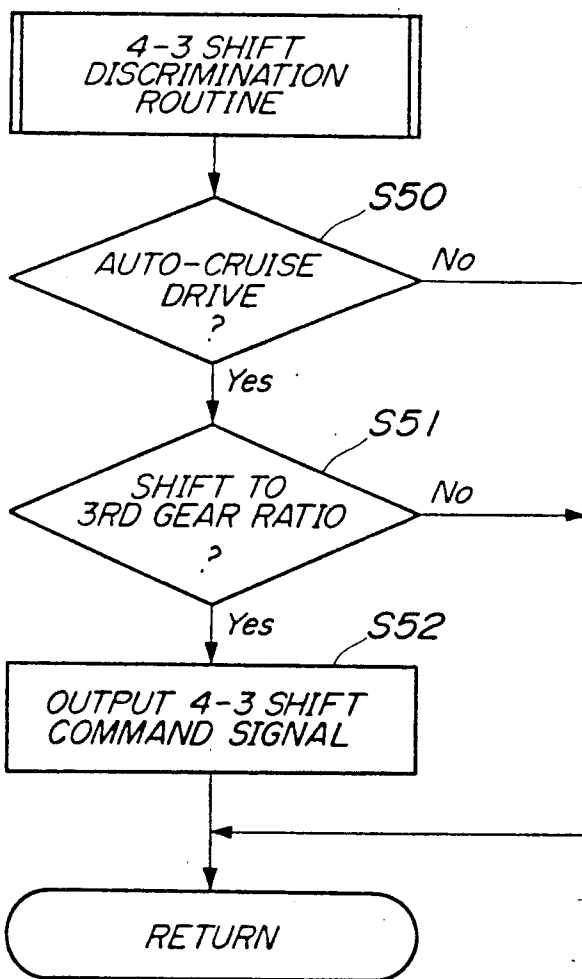 4-3 SHIFT
DISCRIMINATION
ROUTINE
S50
AUTO-CRUISE
DRIVE
?
No
Yes
S51
SHIFT TO
3RD GEAR RATIO
?
No
Yes
S52
OUTPUT 4-3 SHIFT
COMMAND SIGNAL
RETURN